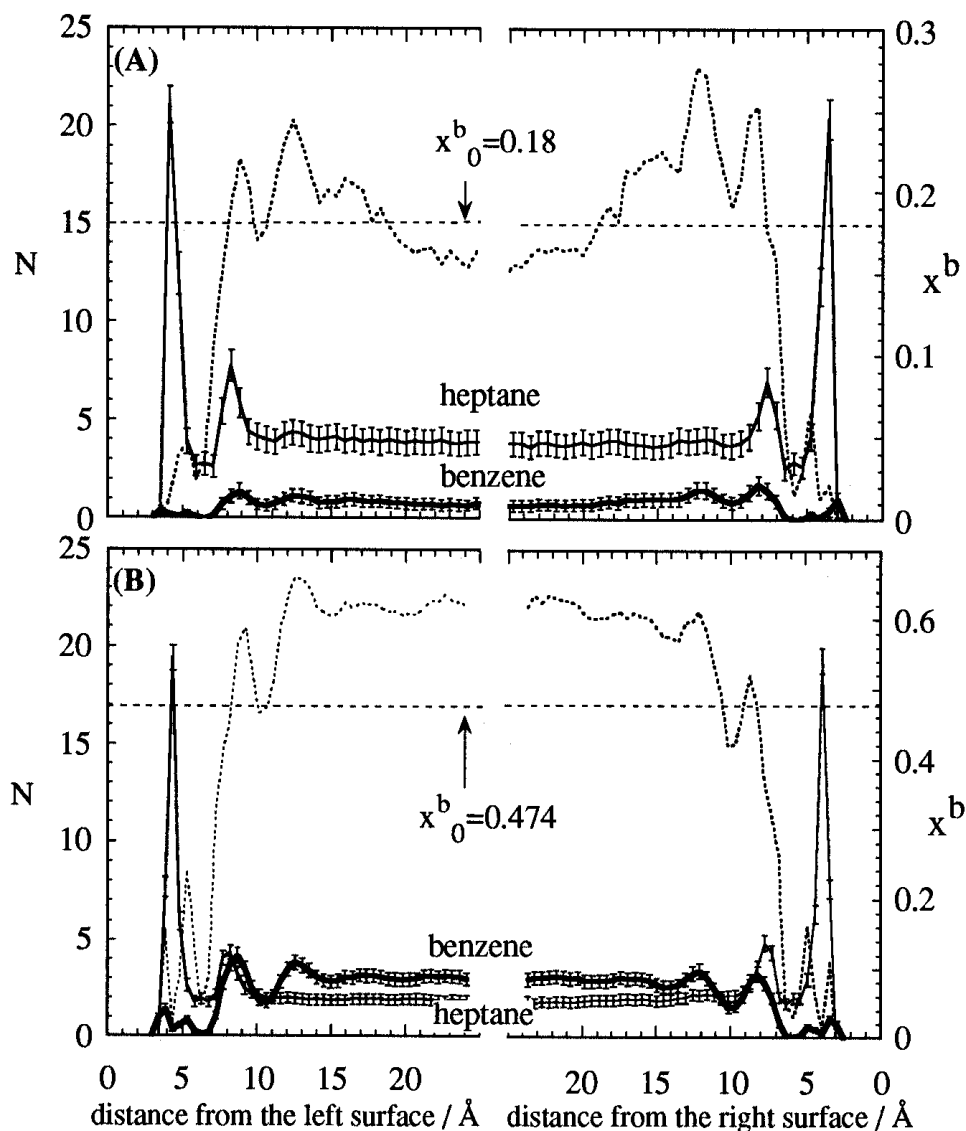 25
(A)
0.3
20
x^b_0=0.18
0.2
15
N
x^b
10
heptane
0.1
5
benzene
0
0
25
(B)
0.6
20
15
N
x^b_0=0.474
0.4
x^b
10
0.2
5
benzene
heptane
0
0
0 5 10 15 20 20 15 10 5 0
distance from the left surface / Å distance from the right surface / Å